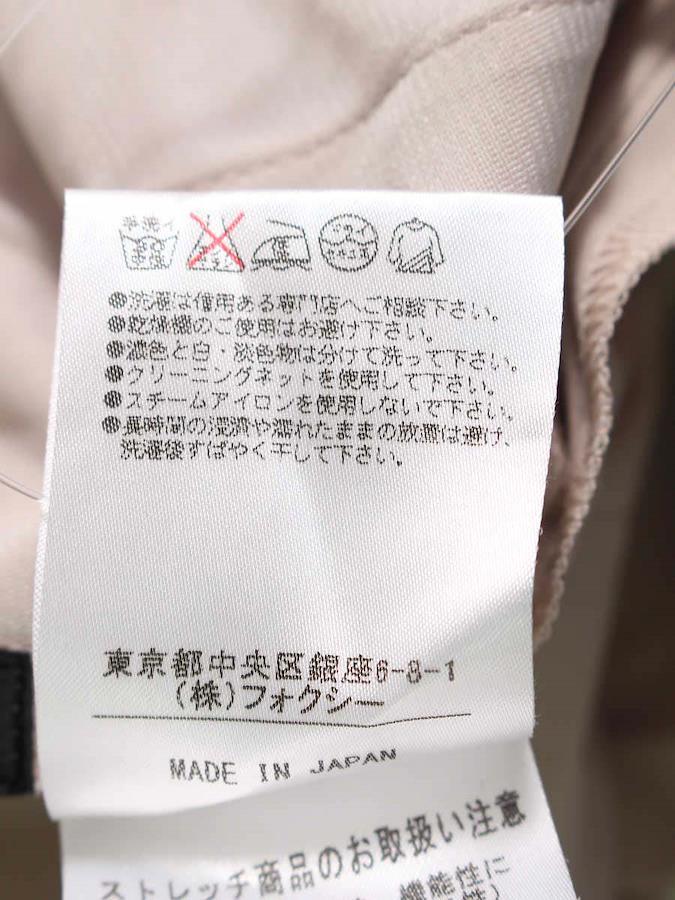 手洗イ
●洗濯は信用ある専門店へご相談下さい。
●乾燥機のご使用はお避け下さい。
●濃色と白・淡色物は分けて洗って下さい。
●クリーニングネットを使用して下さい。
●スチームアイロンを使用しないで下さい。
●長時間の浸漬や濡れたままの放置は避け、
洗濯後すばやく干して下さい。
東京都中央区銀座6-8-1
(株)フォクシー
MADE IN JAPAN
ストレッチ商品のお取扱い注意
機能性に